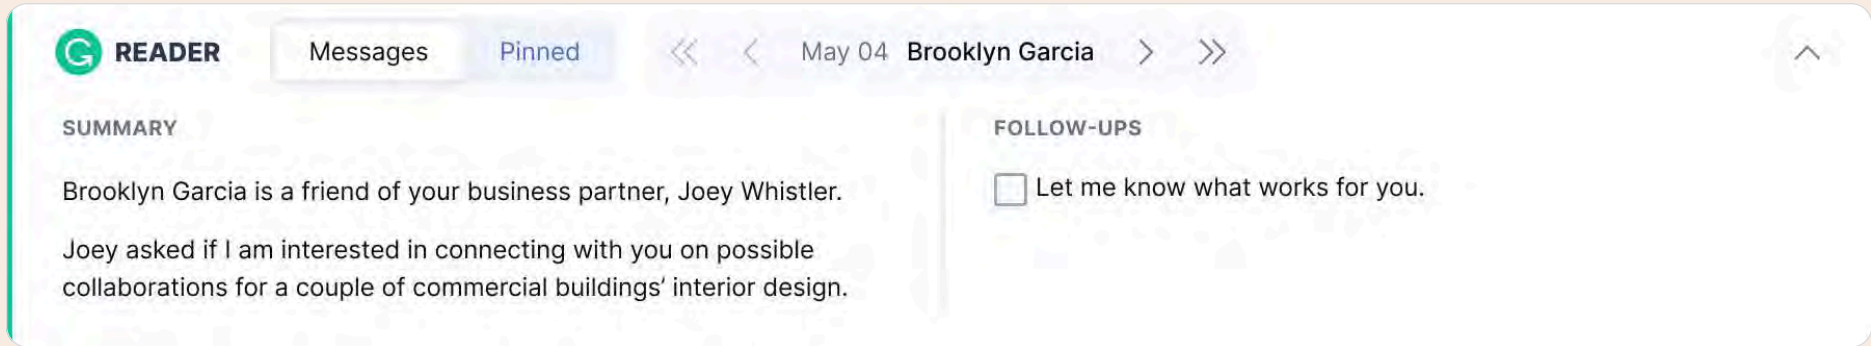 READER Messages Pinned May 04 Brooklyn Garcia
SUMMARY
Brooklyn Garcia is a friend of your business partner, Joey Whistler.
Joey asked if I am interested in connecting with you on possible
collaborations for a couple of commercial buildings’ interior design.
FOLLOW-UPS
Let me know what works for you.